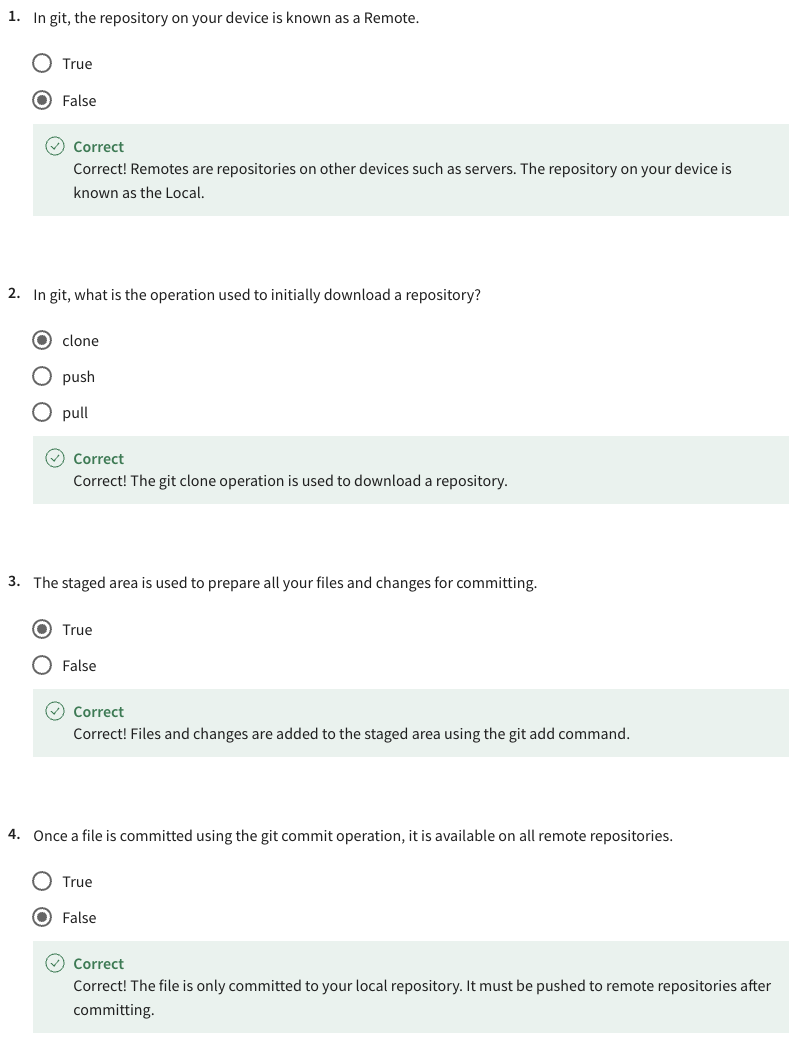 1. In git, the repository on your device is known as a Remote.
True
False
Correct
Correct! Remotes are repositories on other devices such as servers. The repository on your device is
known as the Local.
2. In git, what is the operation used to initially download a repository?
clone
push
pull
Correct
Correct! The git clone operation is used to download a repository.
3. The staged area is used to prepare all your files and changes for committing.
True
False
Correct
Correct! Files and changes are added to the staged area using the git add command.
4. Once a file is committed using the git commit operation, it is available on all remote repositories.
True
False
Correct
Correct! The file is only committed to your local repository. It must be pushed to remote repositories after
committing.